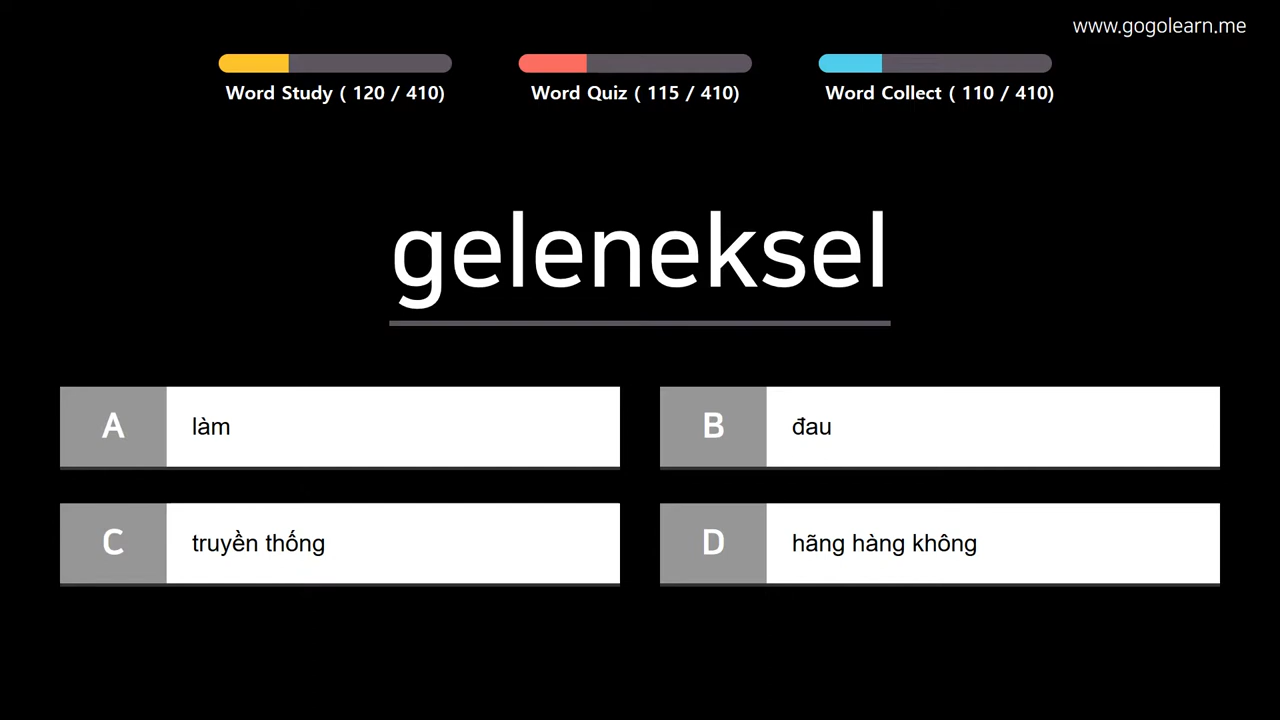 www.gogolearn.me
Word Study ( 120 / 410)
Word Quiz ( 115 / 410)
Word Collect ( 110 / 410)
geleneksel
A làm
B đau
C truyền thống
D hãng hàng không